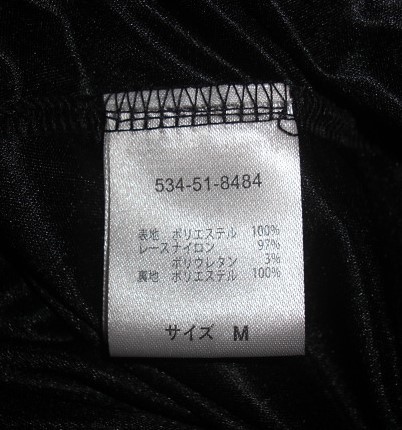 534-51-8484
表地 ポリエステル 100%
レースナイロン 97%
ポリウレタン 3%
裏地 ポリエステル 100%
サイズ M